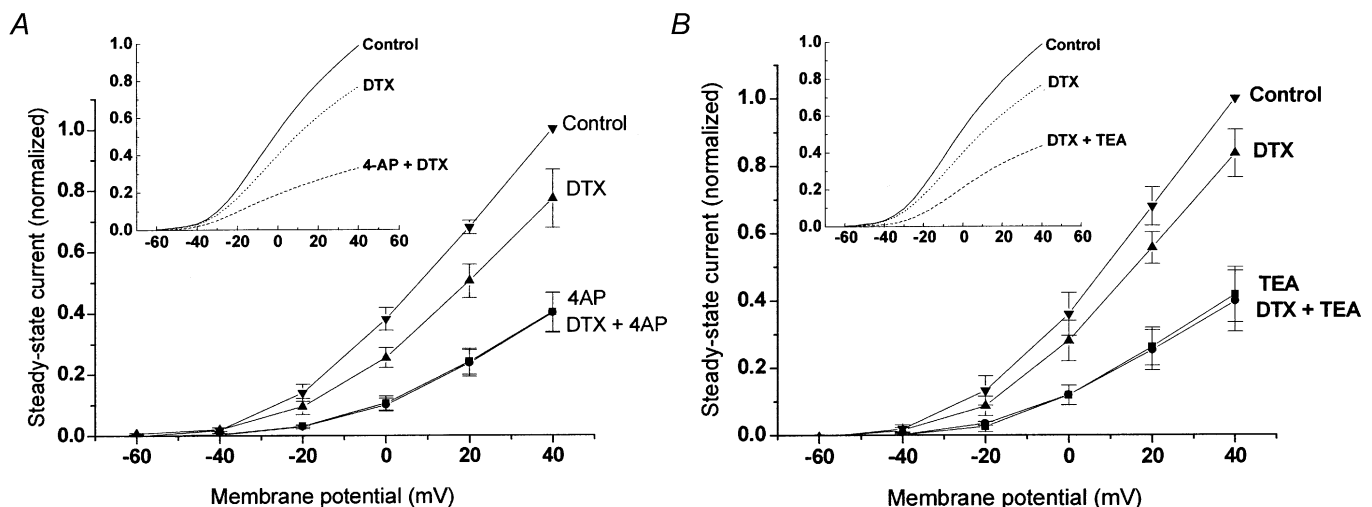 A
Steady-state current (normalized)
1.0
0.8
0.6
0.4
0.2
0.0
-60 -40 -20 0 20 40
Membrane potential (mV)
Control
DTX
4AP
DTX + 4AP
1.0
0.8
0.6
0.4
0.2
0.0
-60 -40 -20 0 20 40 60
Control
DTX
4-AP + DTX
B
Steady-state current (normalized)
1.0
0.8
0.6
0.4
0.2
0.0
-60 -40 -20 0 20 40
Membrane potential (mV)
Control
DTX
TEA
DTX + TEA
1.0
0.8
0.6
0.4
0.2
0.0
-60 -40 -20 0 20 40 60
Control
DTX
DTX + TEA